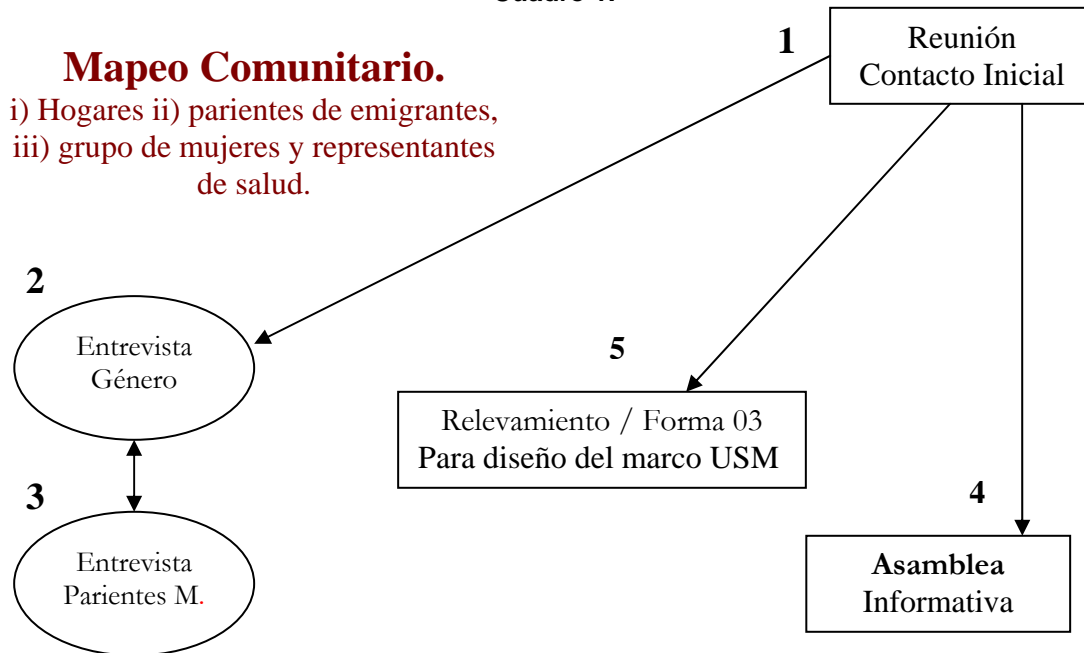 1
Reunión
Contacto Inicial
Mapeo Comunitario.
i) Hogares ii) parientes de emigrantes,
iii) grupo de mujeres y representantes
de salud.
2
Entrevista
Género
5
Relevamiento / Forma 03
Para diseño del marco USM
3
Entrevista
Parientes M.
4
Asamblea
Informativa